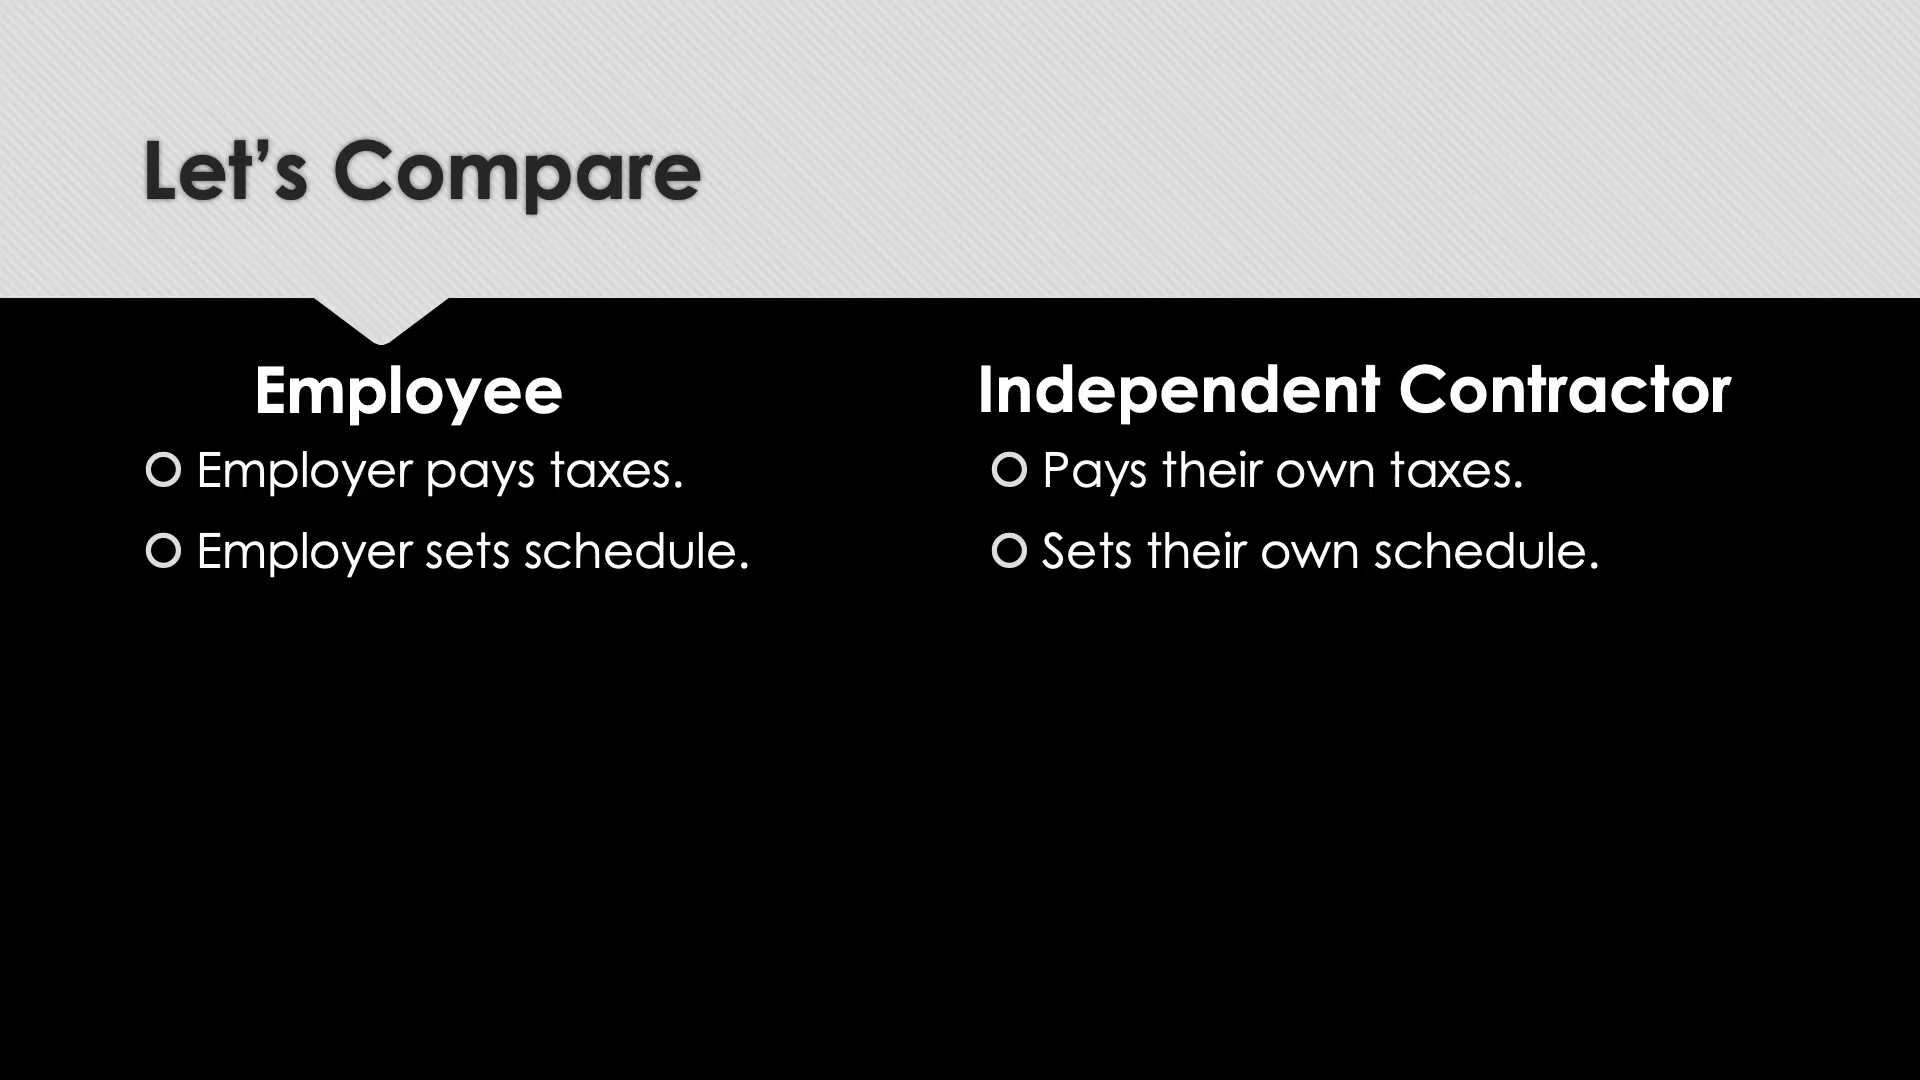 Let’s Compare
Employee
Employer pays taxes.
Employer sets schedule.
Independent Contractor
Pays their own taxes.
Sets their own schedule.